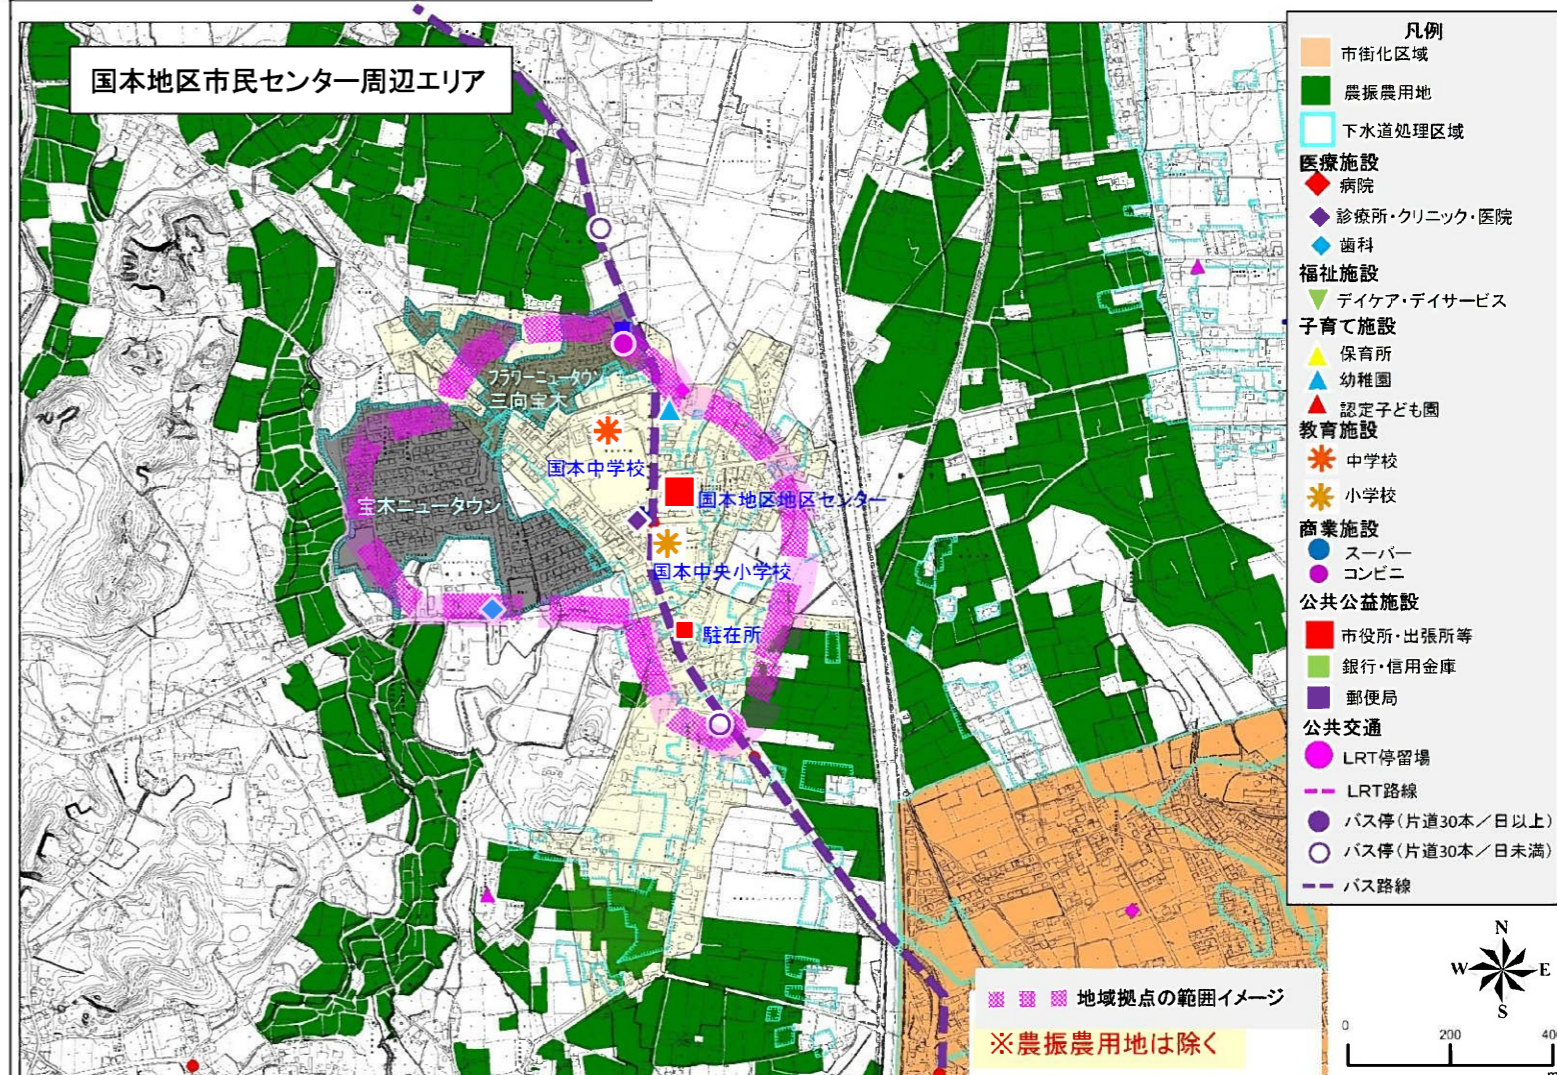 国本地区市民センター周辺エリア
フラワーニュータウン
三向宝木
国本中学校
宝木ニュータウン
国本地区地区センター
国本中央小学校
駐在所
凡例
市街化区域
農振農用地
下水道処理区域
医療施設
病院
診療所・クリニック・医院
歯科
福祉施設
デイケア・デイサービス
子育て施設
保育所
幼稚園
認定子ども園
教育施設
中学校
小学校
商業施設
スーパー
コンビニ
公共公益施設
市役所・出張所等
銀行・信用金庫
郵便局
公共交通
LRT停留場
LRT路線
バス停(片道30本/日以上)
バス停(片道30本/日未満)
バス路線
地域拠点の範囲イメージ
※農振農用地は除く
N
W E
S
0 200